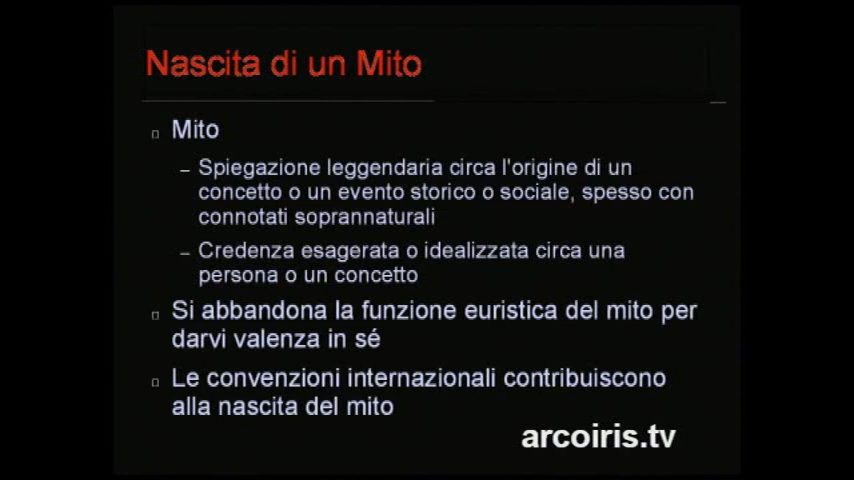 Nascita di un Mito
Mito
– Spiegazione leggendaria circa l'origine di un
concetto o un evento storico o sociale, spesso con
connotati soprannaturali
– Credenza esagerata o idealizzata circa una
persona o un concetto
Si abbandona la funzione euristica del mito per
darvi valenza in sé
Le convenzioni internazionali contribuiscono
alla nascita del mito
arcoiris.tv